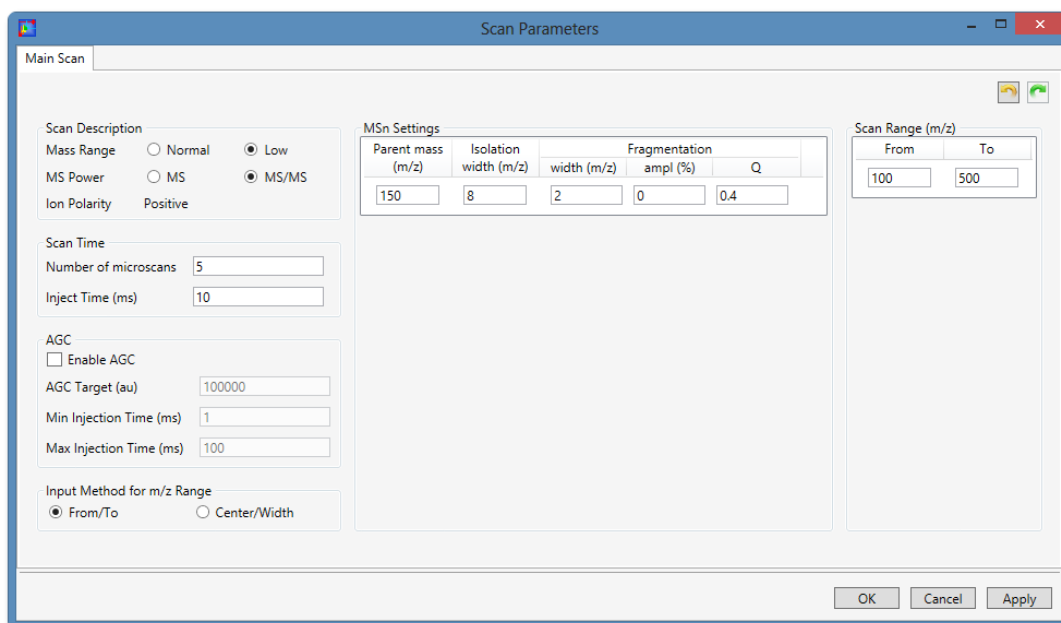 Scan Parameters
Main Scan
Scan Description
Mass Range Normal Low
MS Power MS MS/MS
Ion Polarity Positive
Scan Time
Number of microscans 5
Inject Time (ms) 10
AGC
Enable AGC
AGC Target (au) 100000
Min Injection Time (ms) 1
Max Injection Time (ms) 100
Input Method for m/z Range
From/To Center/Width
MSn Settings
Parent mass Isolation Fragmentation
(m/z) width (m/z) width (m/z) ampl (%) Q
150 8 2 0 0.4
Scan Range (m/z)
From To
100 500
OK Cancel Apply